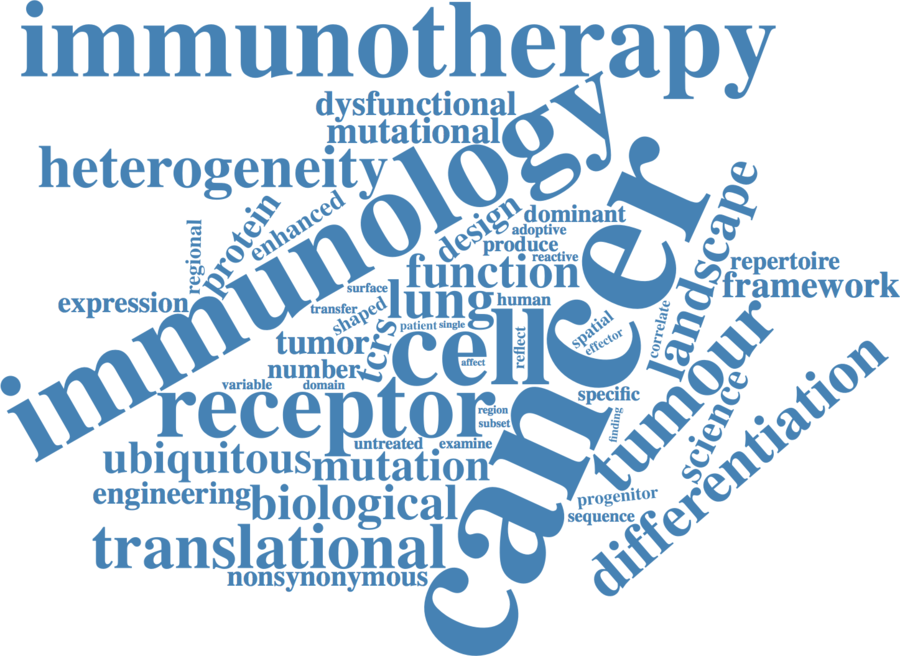 immunotherapy
dysfunctional
mutational
heterogeneity
immunology
cancer
landscape
protein
enhanced
regional
design
dominant
adoptive
produce
reactive
function
repertoire
framework
expression
surface
transfer
shaped
lung
human
patient
single
spatial
effector
correlate
tumour
tumor
tcrs
cell
affect
reflect
number
variable
domain
receptor
region
subset
specific
finding
science
differentiation
untreated
examine
ubiquitous
mutation
engineering
biological
progenitor
sequence
translational
nonsynonymous